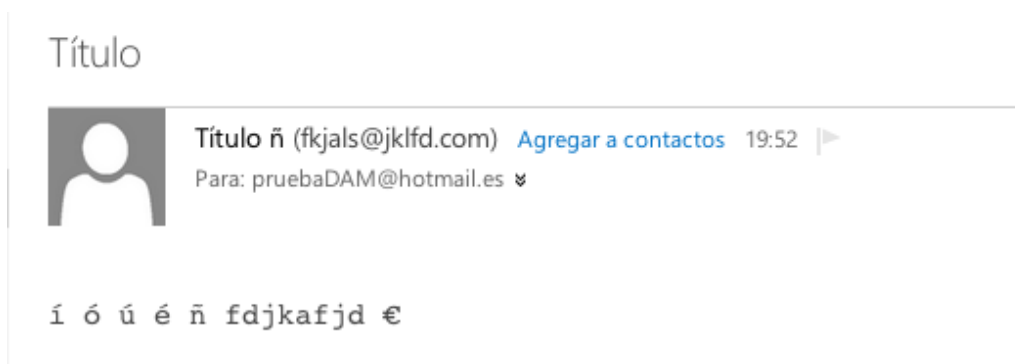 Título
Título ñ (fkjals@jklfd.com) Agregar a contactos 19:52
Para: pruebaDAM@hotmail.es
í ó ú é ñ fdjkafjd €